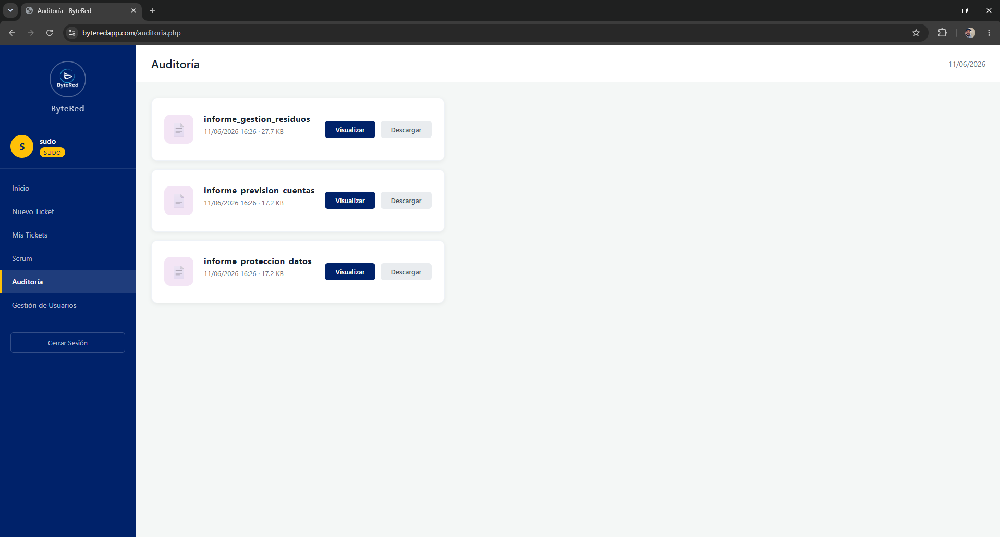 Auditoría - ByteRed
byteredapp.com/auditoria.php
ByteRed
ByteRed
S
sudo
SUDO
Inicio
Nuevo Ticket
Mis Tickets
Scrum
Auditoría
Gestión de Usuarios
Cerrar Sesión
Auditoría
11/06/2026
informe_gestion_residuos
11/06/2026 16:26 · 27.7 KB
Visualizar
Descargar
informe_prevision_cuentas
11/06/2026 16:26 · 17.2 KB
Visualizar
Descargar
informe_proteccion_datos
11/06/2026 16:26 · 17.2 KB
Visualizar
Descargar